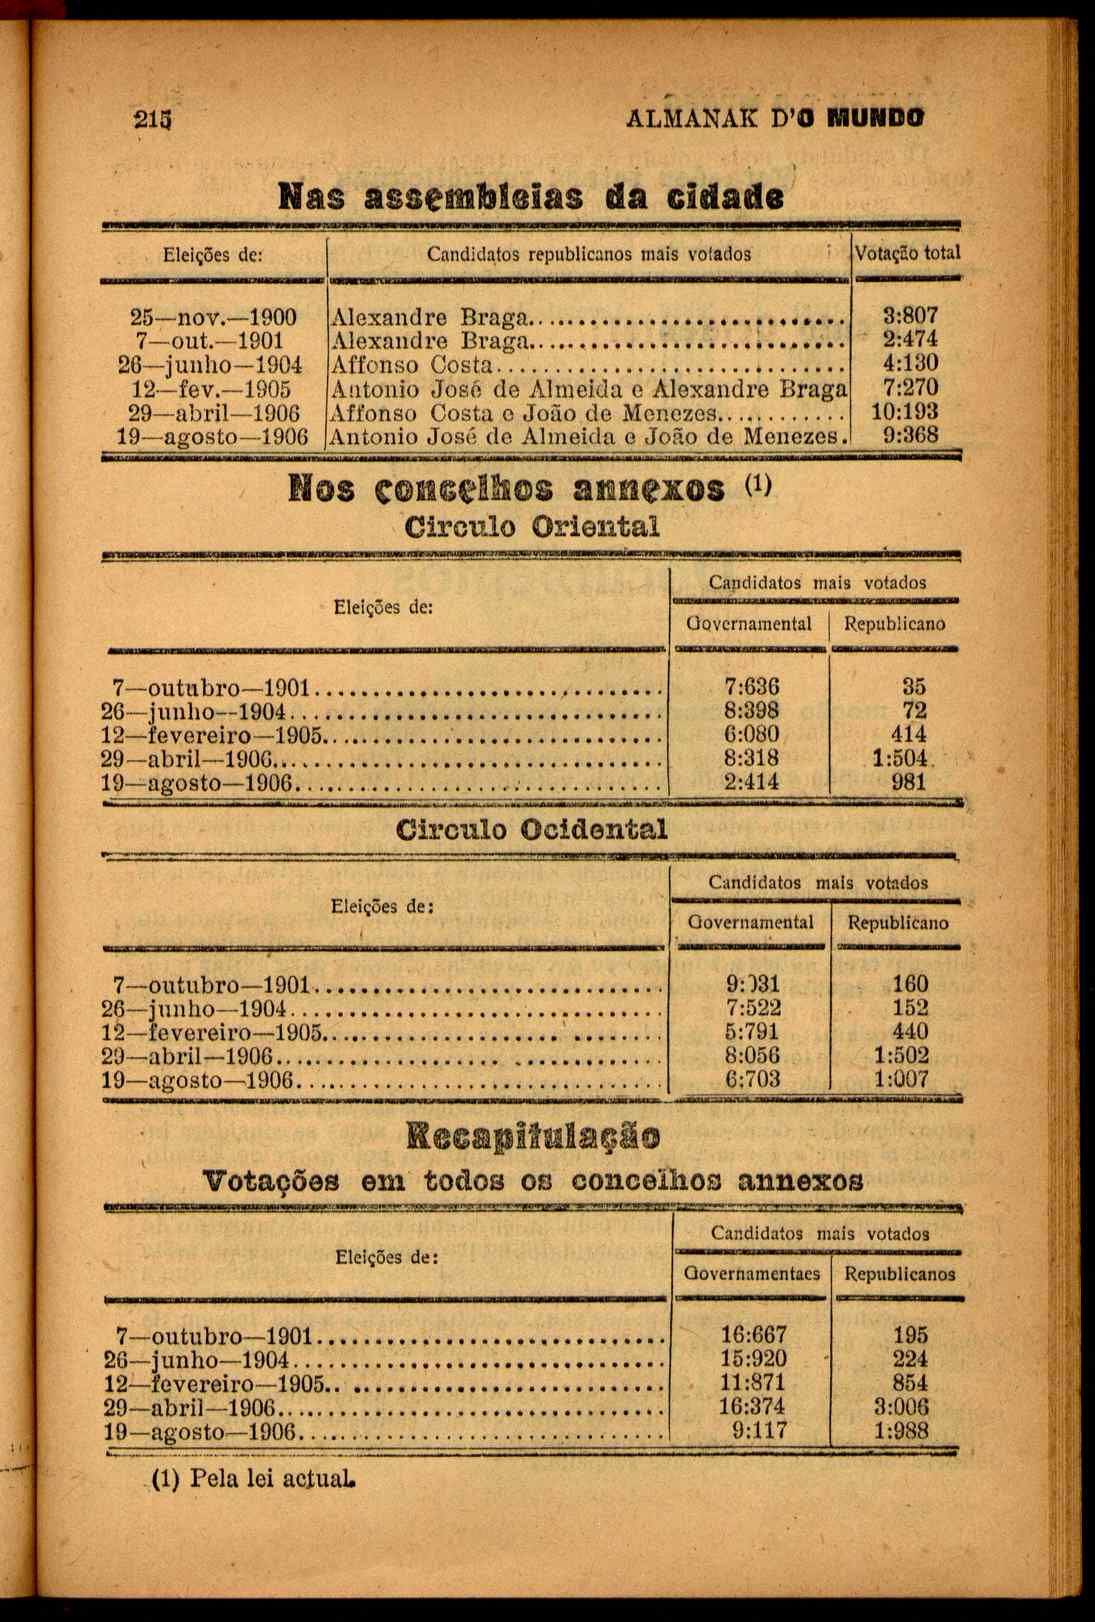 215 ALMANAK D'O MUNDO
Nas assembleias da cidade
Eleições de: Candidatos republicanos mais votados Votação total
25—nov.—1900 Alexandre Braga 3:807
7—out.—1901 Alexandre Braga 2:474
26—junho—1904 Affonso Costa 4:130
12—fev.—1905 Antonio José de Almeida e Alexandre Braga 7:270
29—abril—1906 Affonso Costa e João de Menezes 10:193
19—agosto—1906 Antonio José de Almeida e João de Menezes. 9:368
Nos concelhos annexos (1)
Circulo Oriental
Candidatos mais votados
Eleições de:
Governamental Republicano
7—outubro—1901 7:636 35
26—junho—1904 8:398 72
12—fevereiro—1905 6:080 414
29—abril—1906 8:318 1:504
19—agosto—1906 2:414 981
Circulo Ocidental
Candidatos mais votados
Eleições de:
Governamental Republicano
7—outubro—1901 160
26—junho—1904 7:522 152
12—fevereiro—1905 5:791 440
29—abril—1906 8:056 1:502
19—agosto—1906 6:703 1:007
Recapitulação
Votações em todos os concelhos annexos
Candidatos mais votados
Eleições de:
Governamentaes Republicanos
7—outubro—1901 16:667 195
26—junho—1904 15:920 224
12—fevereiro—1905 11:871 854
29—abril—1906 16:374 3:006
19—agosto—1906 9:117 1:988
(1) Pela lei actual.